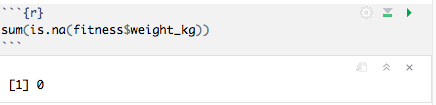 ```{r}
sum(is.na(fitness$weight_kg))
```
[1] 0